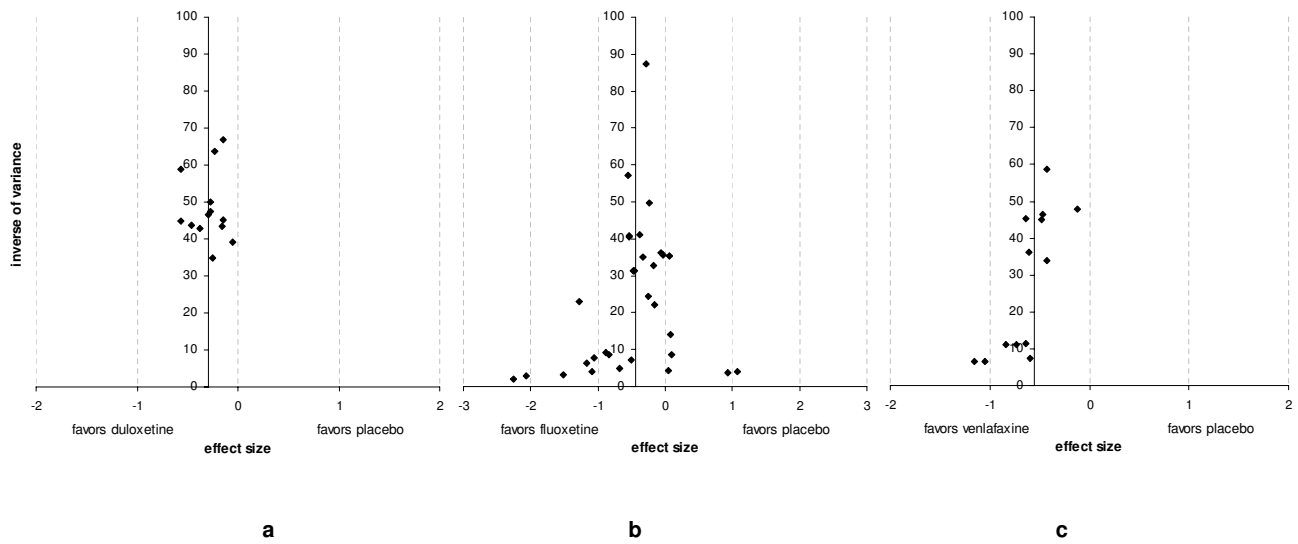 inverse of variance
100
90
80
70
60
50
40
30
20
10
0
-2 -1 0 1 2
favors duloxetine favors placebo
effect size
a
100
90
80
70
60
50
40
30
20
10
0
-3 -2 -1 0 1 2 3
favors fluoxetine favors placebo
effect size
b
100
90
80
70
60
50
40
30
20
10
0
-2 -1 0 1 2
favors venlafaxine favors placebo
effect size
c